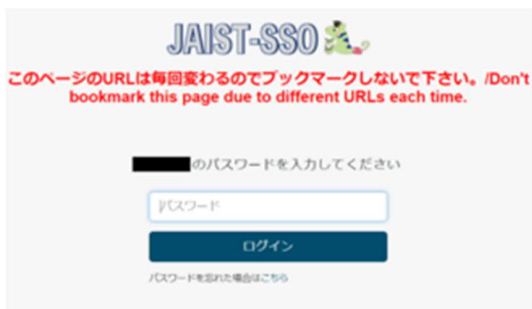 JAIST-SSO
このページのURLは毎回変わるのでブックマークしないで下さい。/Don't
bookmark this page due to different URLs each time.
のパスワードを入力してください
パスワード
ログイン
パスワードを忘れた場合はこちら